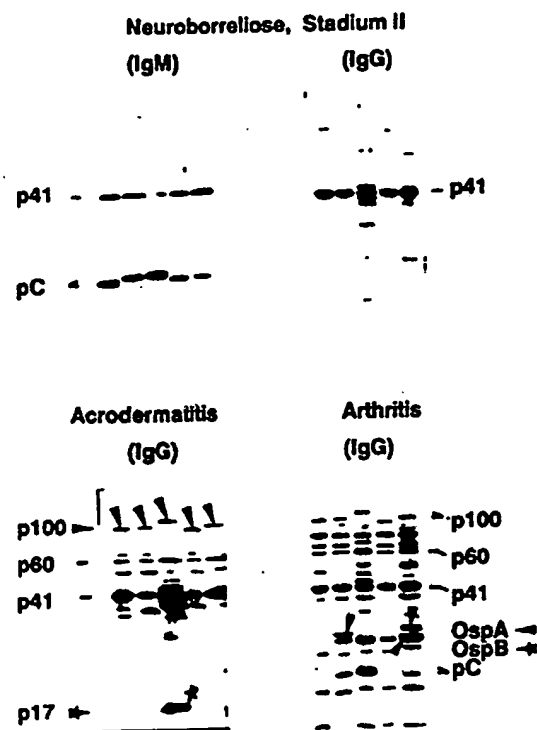 Neuroborreliose, Stadium II
(IgM) (IgG)
p41
p41
pC
Acrodermatitis
(IgG)
Arthritis
(IgG)
p100
p60
p41
p17
p100
p60
p41
OspA
OspB
pC